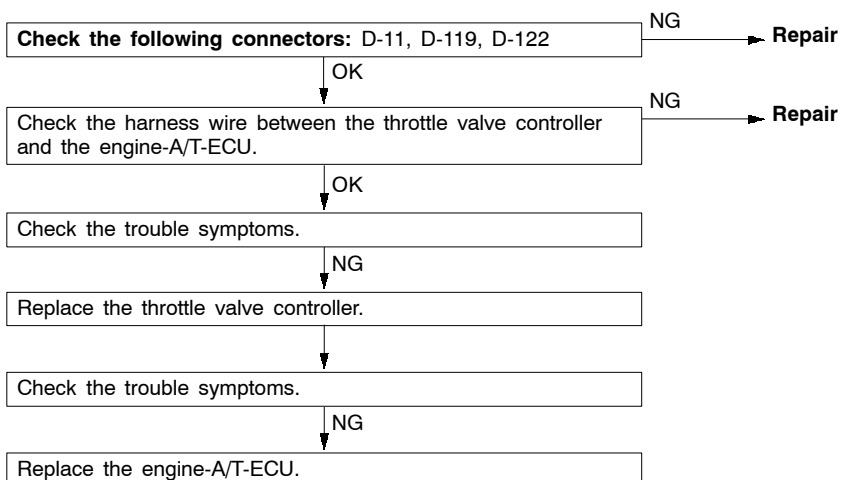 Check the following connectors: D-11, D-119, D-122
NG
Repair
OK
Check the harness wire between the throttle valve controller
and the engine-A/T-ECU.
NG
Repair
OK
Check the trouble symptoms.
NG
Replace the throttle valve controller.
Check the trouble symptoms.
NG
Replace the engine-A/T-ECU.